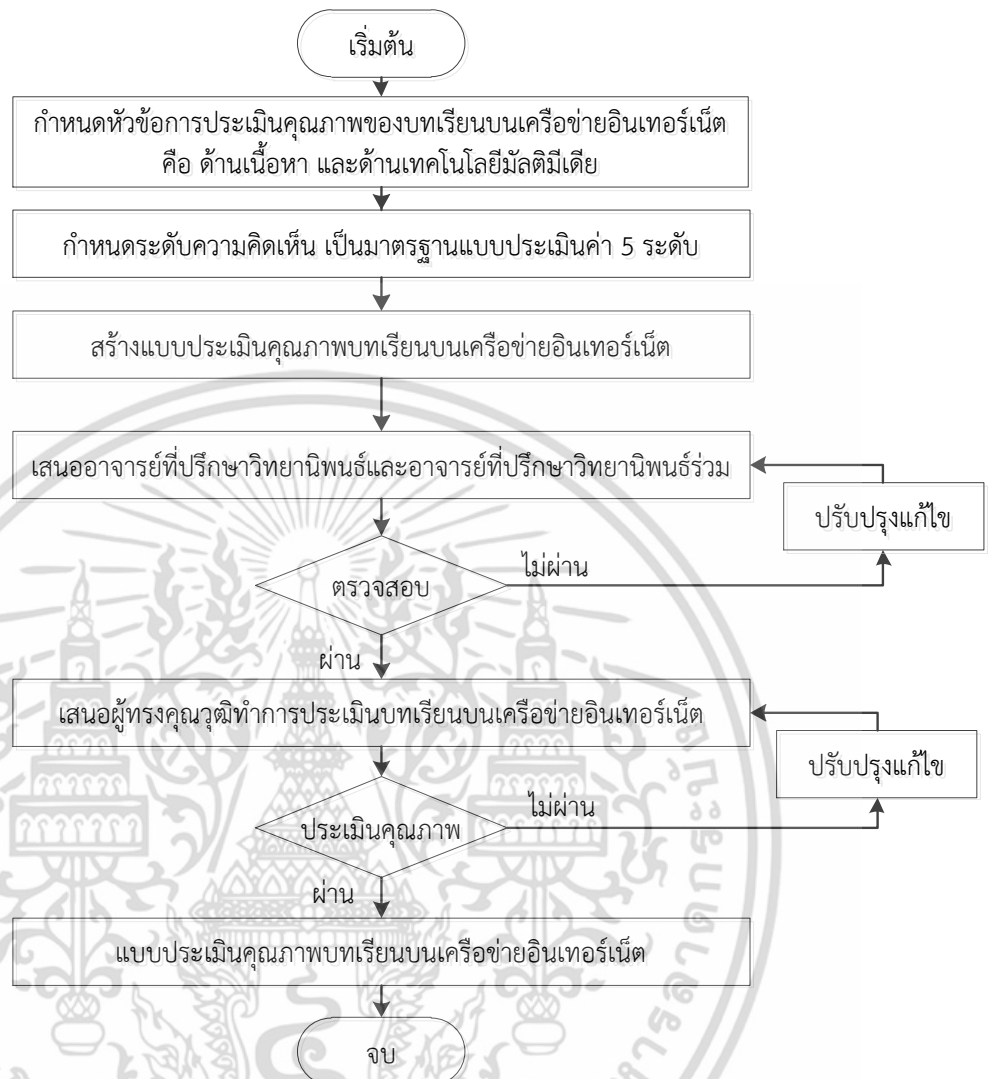 เริ่มต้น
กำหนดหัวข้อการประเมินคุณภาพของบทเรียนบนเครือข่ายอินเทอร์เน็ต
คือ ด้านเนื้อหา และด้านเทคโนโลยีมัลติมีเดีย
กำหนดระดับความคิดเห็น เป็นมาตรฐานแบบประเมินค่า 5 ระดับ
สร้างแบบประเมินคุณภาพบทเรียนบนเครือข่ายอินเทอร์เน็ต
เสนออาจารย์ที่ปรึกษาวิทยานิพนธ์และอาจารย์ที่ปรึกษาวิทยานิพนธ์ร่วม
ปรับปรุงแก้ไข
ตรวจสอบ
ไม่ผ่าน
ผ่าน
เสนอผู้ทรงคุณวุฒิทำการประเมินบทเรียนบนเครือข่ายอินเทอร์เน็ต
ปรับปรุงแก้ไข
ประเมินคุณภาพ
ไม่ผ่าน
ผ่าน
แบบประเมินคุณภาพบทเรียนบนเครือข่ายอินเทอร์เน็ต
จบ